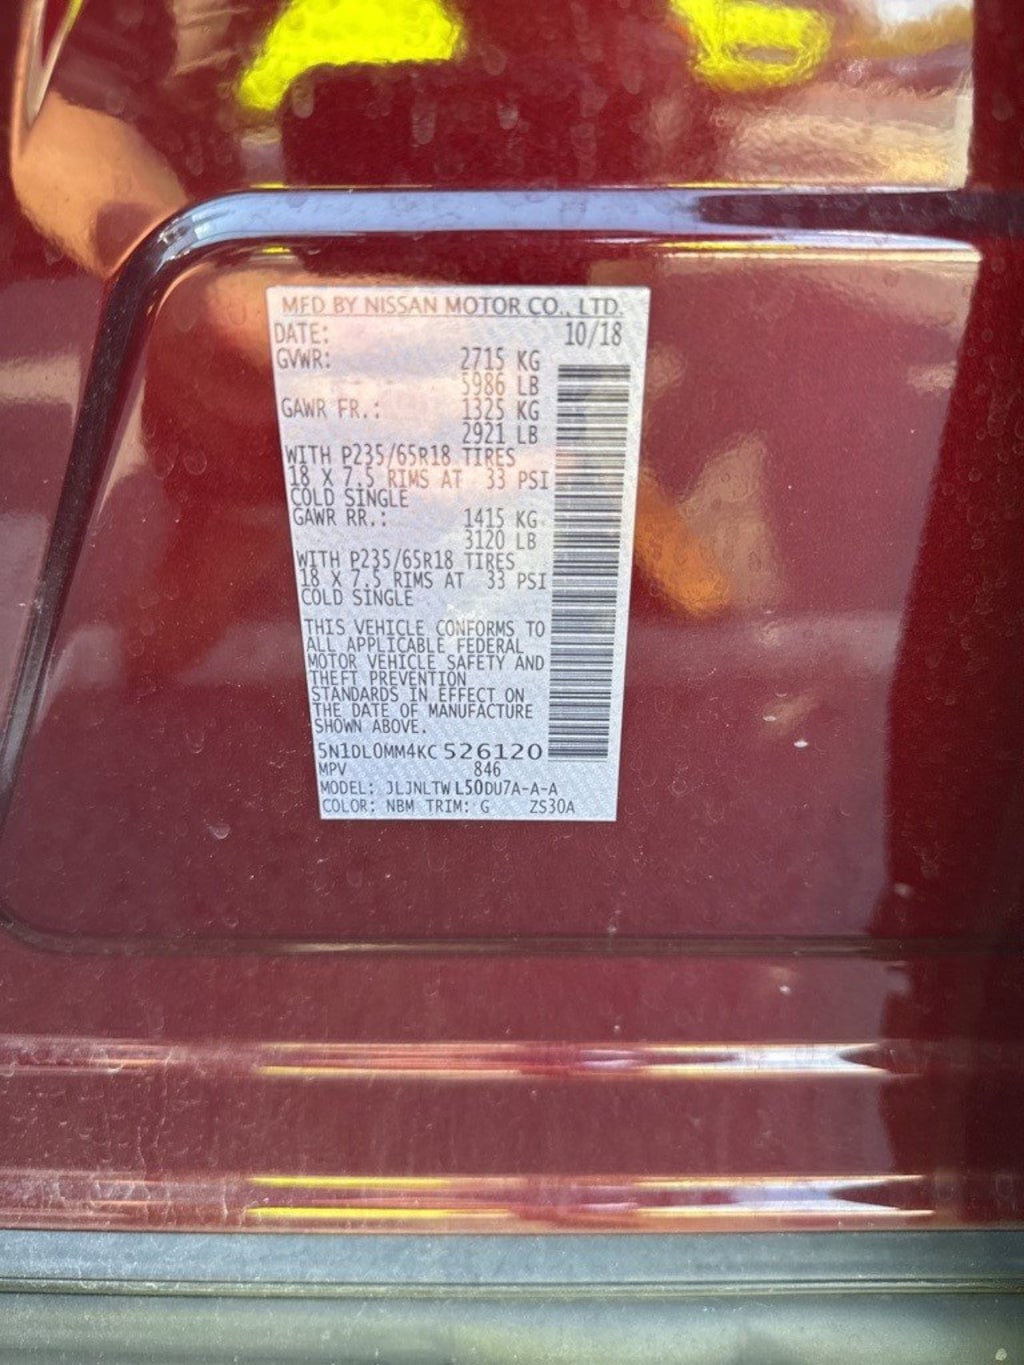 MFD BY NISSAN MOTOR CO., LTD.
DATE: 10/18
GVWR: 2715 KG
5986 LB
GAWR FR.: 1325 KG
2921 LB
WITH P235/65R18 TIRES
18 X 7.5 RIMS AT 33 PSI
COLD SINGLE
GAWR RR.: 1415 KG
3120 LB
WITH P235/65R18 TIRES
18 X 7.5 RIMS AT 33 PSI
COLD SINGLE
THIS VEHICLE CONFORMS TO
ALL APPLICABLE FEDERAL
MOTOR VEHICLE SAFETY AND
THEFT PREVENTION
STANDARDS IN EFFECT ON
THE DATE OF MANUFACTURE
SHOWN ABOVE.
5N1DL0MM4KC 526120
MPV 846
MODEL: JLJNLTW L50DU7A-A-A
COLOR: NBM TRIM: G ZS30A